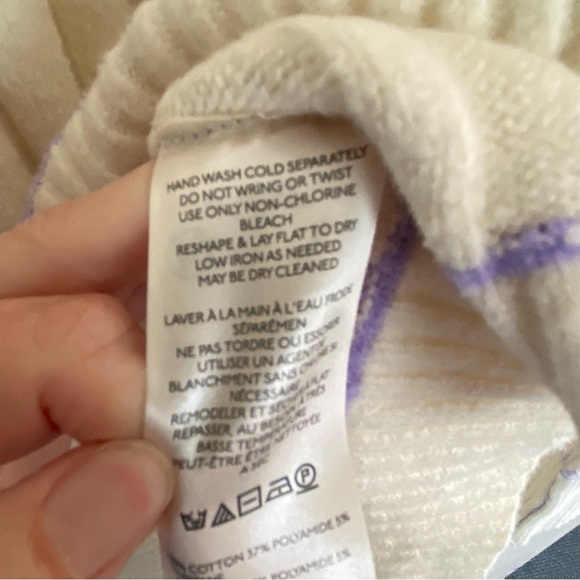 HAND WASH COLD SEPARATELY
DO NOT WRING OR TWIST
USE ONLY NON-CHLORINE
BLEACH
RESHAPE & LAY FLAT TO DRY
LOW IRON AS NEEDED
MAY BE DRY CLEANED
LAVER À LA MAIN À L'EAU FROIDE
SÉPARÉMEN
NE PAS TORDRE OU ESSORER
UTILISER UN AGENT DE
BLANCHIMENT SANS
NÉCESSAIRE À PLAT
REMODELER ET
REPASSER, AU BESOIN
BASSE TEMPÉRATURE
PEUT-ÊTRE ÊTRE NETTOYÉE
A SEC
P
COTTON 37% POLYAMIDE 5%
POLYAMIDE 5%